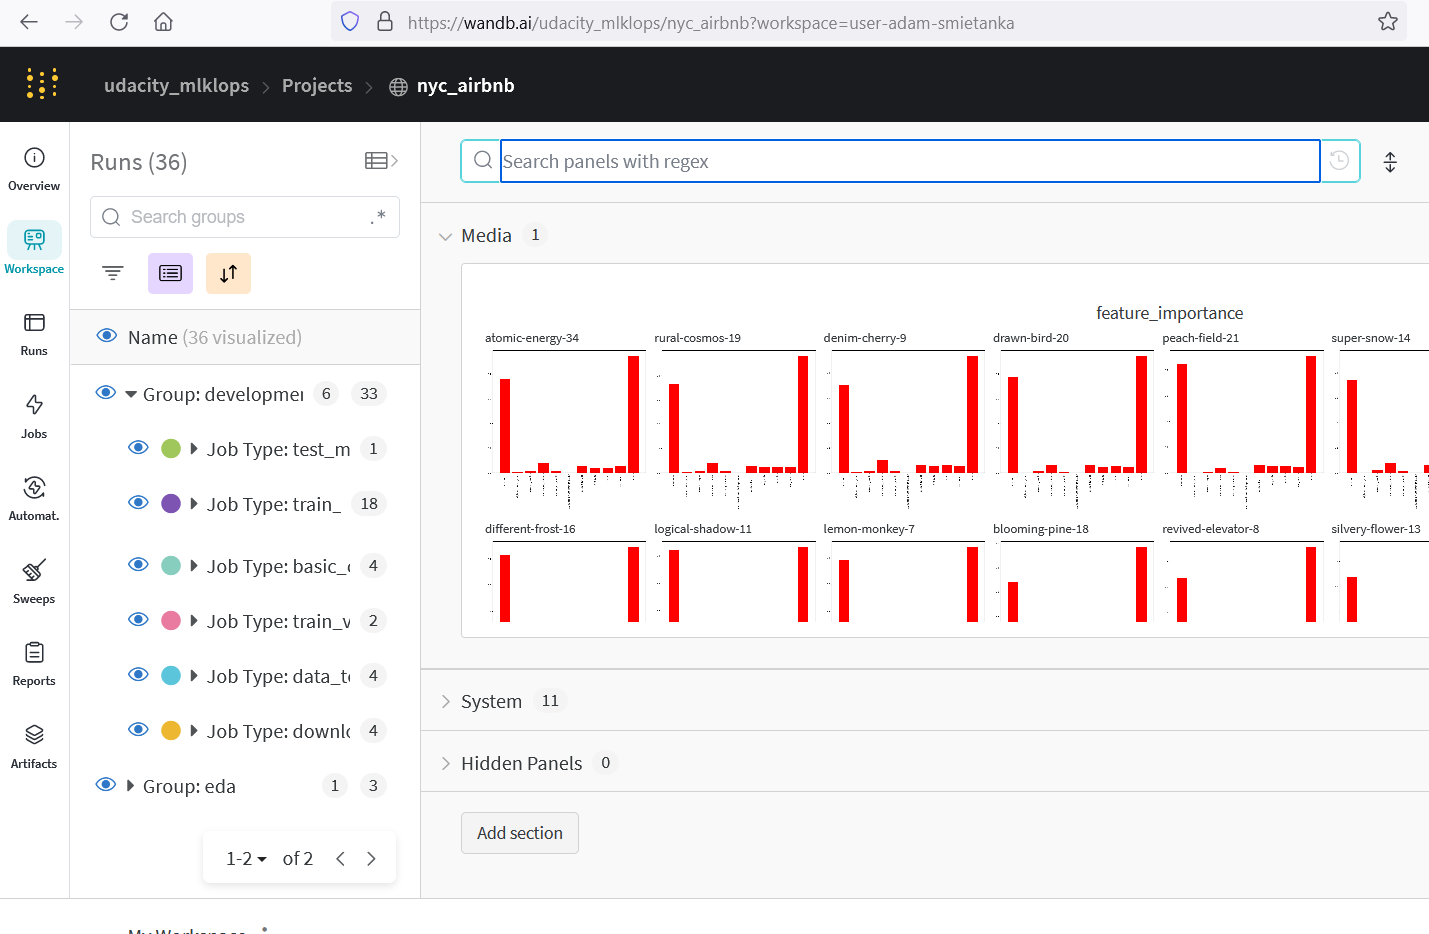 https://wandb.ai/udacity_mlklops/nyc_airbnb?workspace=user-adam-smietanka
udacity_mlklops > Projects > nyc_airbnb
Overview
Workspace
Runs
Jobs
Automat.
Sweeps
Reports
Artifacts
Runs (36)
Search groups
.*
Name (36 visualized)
Group: developmen 6 33
Job Type: test_m 1
Job Type: train_ 18
Job Type: basic_c 4
Job Type: train_v 2
Job Type: data_te 4
Job Type: downlo 4
Group: eda 1 3
1-2 of 2
Search panels with regex
Media 1
feature_importance
atomic-energy-34 rural-cosmos-19 denim-cherry-9 drawn-bird-20 peach-field-21 super-snow-14
different-frost-16 logical-shadow-11 lemon-monkey-7 blooming-pine-18 revived-elevator-8 silvery-flower-13
System 11
Hidden Panels 0
Add section
My Workspace